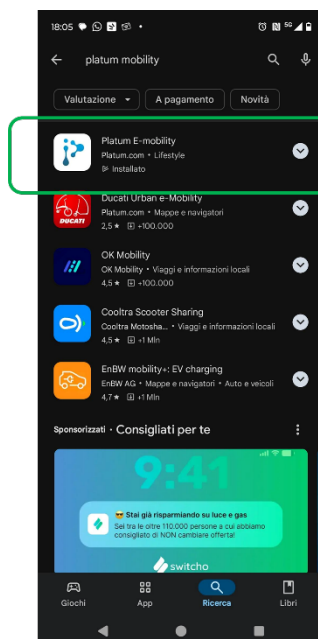 18:05
5G
platum mobility
Valutazione
A pagamento
Novità
Platum E-mobility
Platum.com • Lifestyle
Installato
Ducati Urban e-Mobility
Platum.com • Mappe e navigatori
2,5 ★ +100.000
DUCATI
OK Mobility
OK Mobility • Viaggi e informazioni locali
4,5 ★ +100.000
Cooltra Scooter Sharing
Cooltra Motosha... • Viaggi e informazioni locali
4,5 ★ +1 Mln
EnBW mobility+: EV charging
EnBW AG • Mappe e navigatori • Auto e veicoli
4,7 ★ +1 Mln
Sponsorizzati • Consigliati per te
9:41
😎 Stai già risparmiando su luce e gas
Sei tra le oltre 110.000 persone a cui abbiamo
consigliato di NON cambiare offerta!
switcho
Giochi
App
Ricerca
Libri